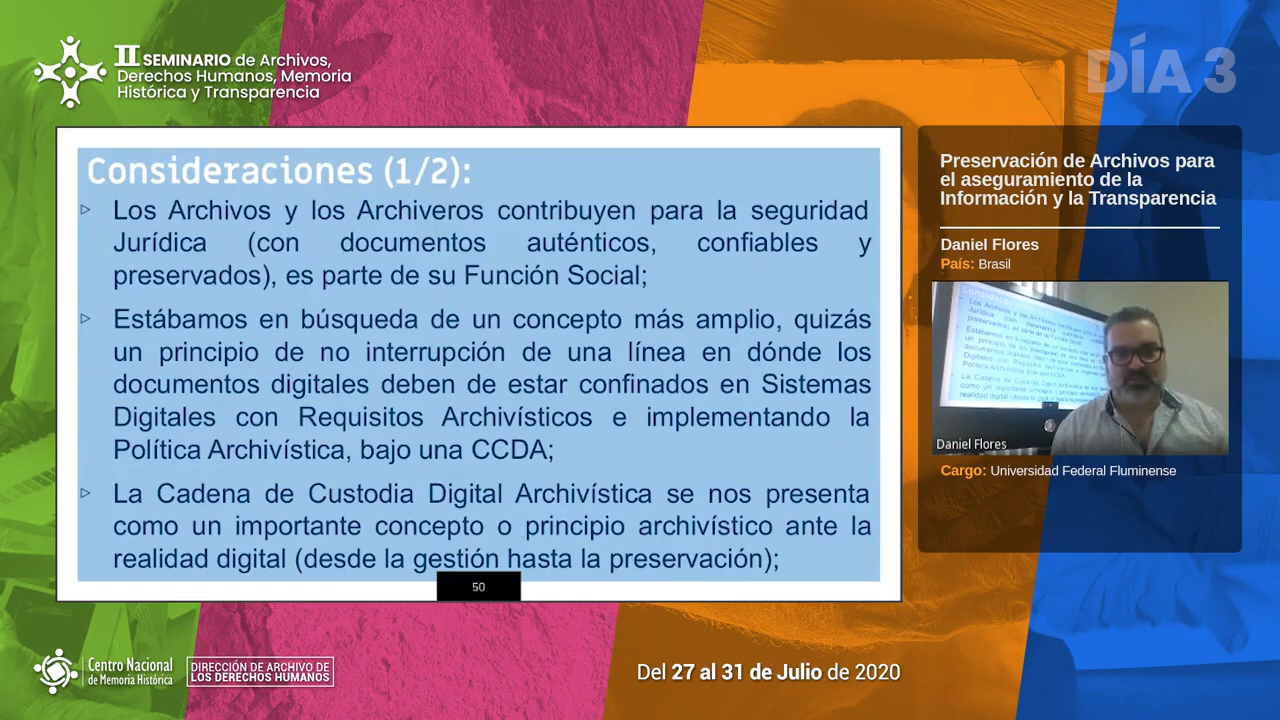 II SEMINARIO de Archivos,
Derechos Humanos, Memoria
Histórica y Transparencia
DÍA 3
Consideraciones (1/2):
Los Archivos y los Archiveros contribuyen para la seguridad
Jurídica (con documentos auténticos, confiables y
preservados), es parte de su Función Social;
Estábamos en búsqueda de un concepto más amplio, quizás
un principio de no interrupción de una línea en dónde los
documentos digitales deben de estar confinados en Sistemas
Digitales con Requisitos Archivísticos e implementando la
Política Archivística, bajo una CCDA;
La Cadena de Custodia Digital Archivística se nos presenta
como un importante concepto o principio archivístico ante la
realidad digital (desde la gestión hasta la preservación);
50
Preservación de Archivos para
el aseguramiento de la
Información y la Transparencia
Daniel Flores
País: Brasil
Daniel Flores
Cargo: Universidad Federal Fluminense
Centro Nacional
de Memoria Histórica
DIRECCIÓN DE ARCHIVO DE
LOS DERECHOS HUMANOS
Del 27 al 31 de Julio de 2020